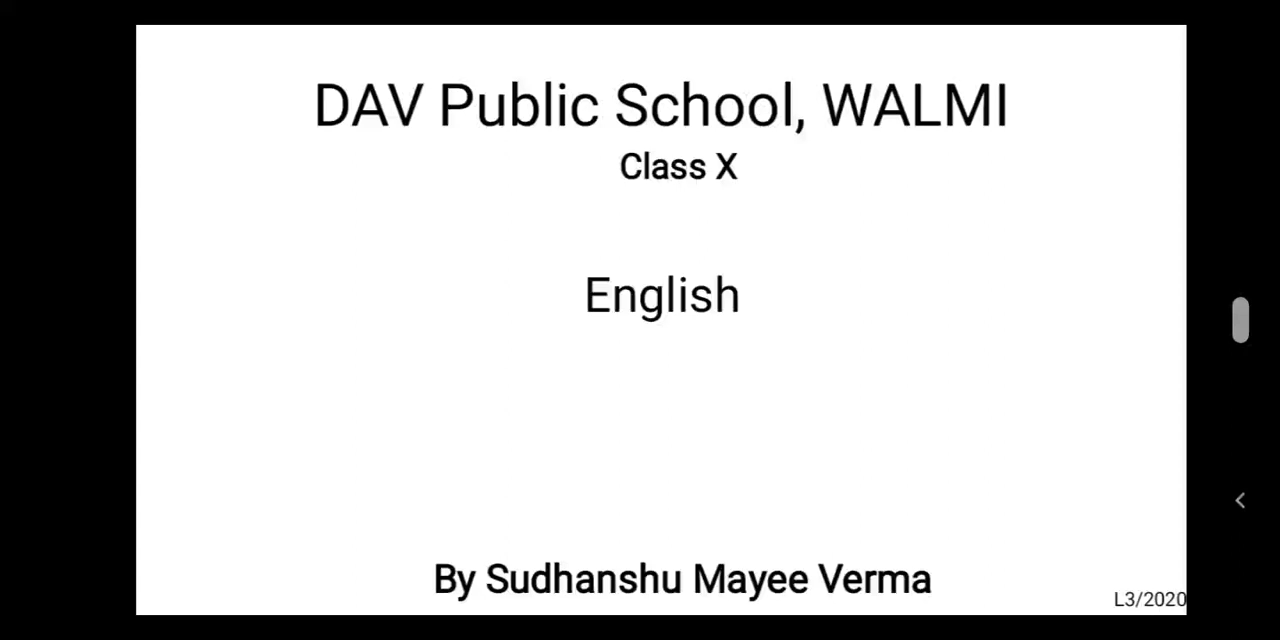 DAV Public School, WALMI
Class X
English
By Sudhanshu Mayee Verma
L3/2020